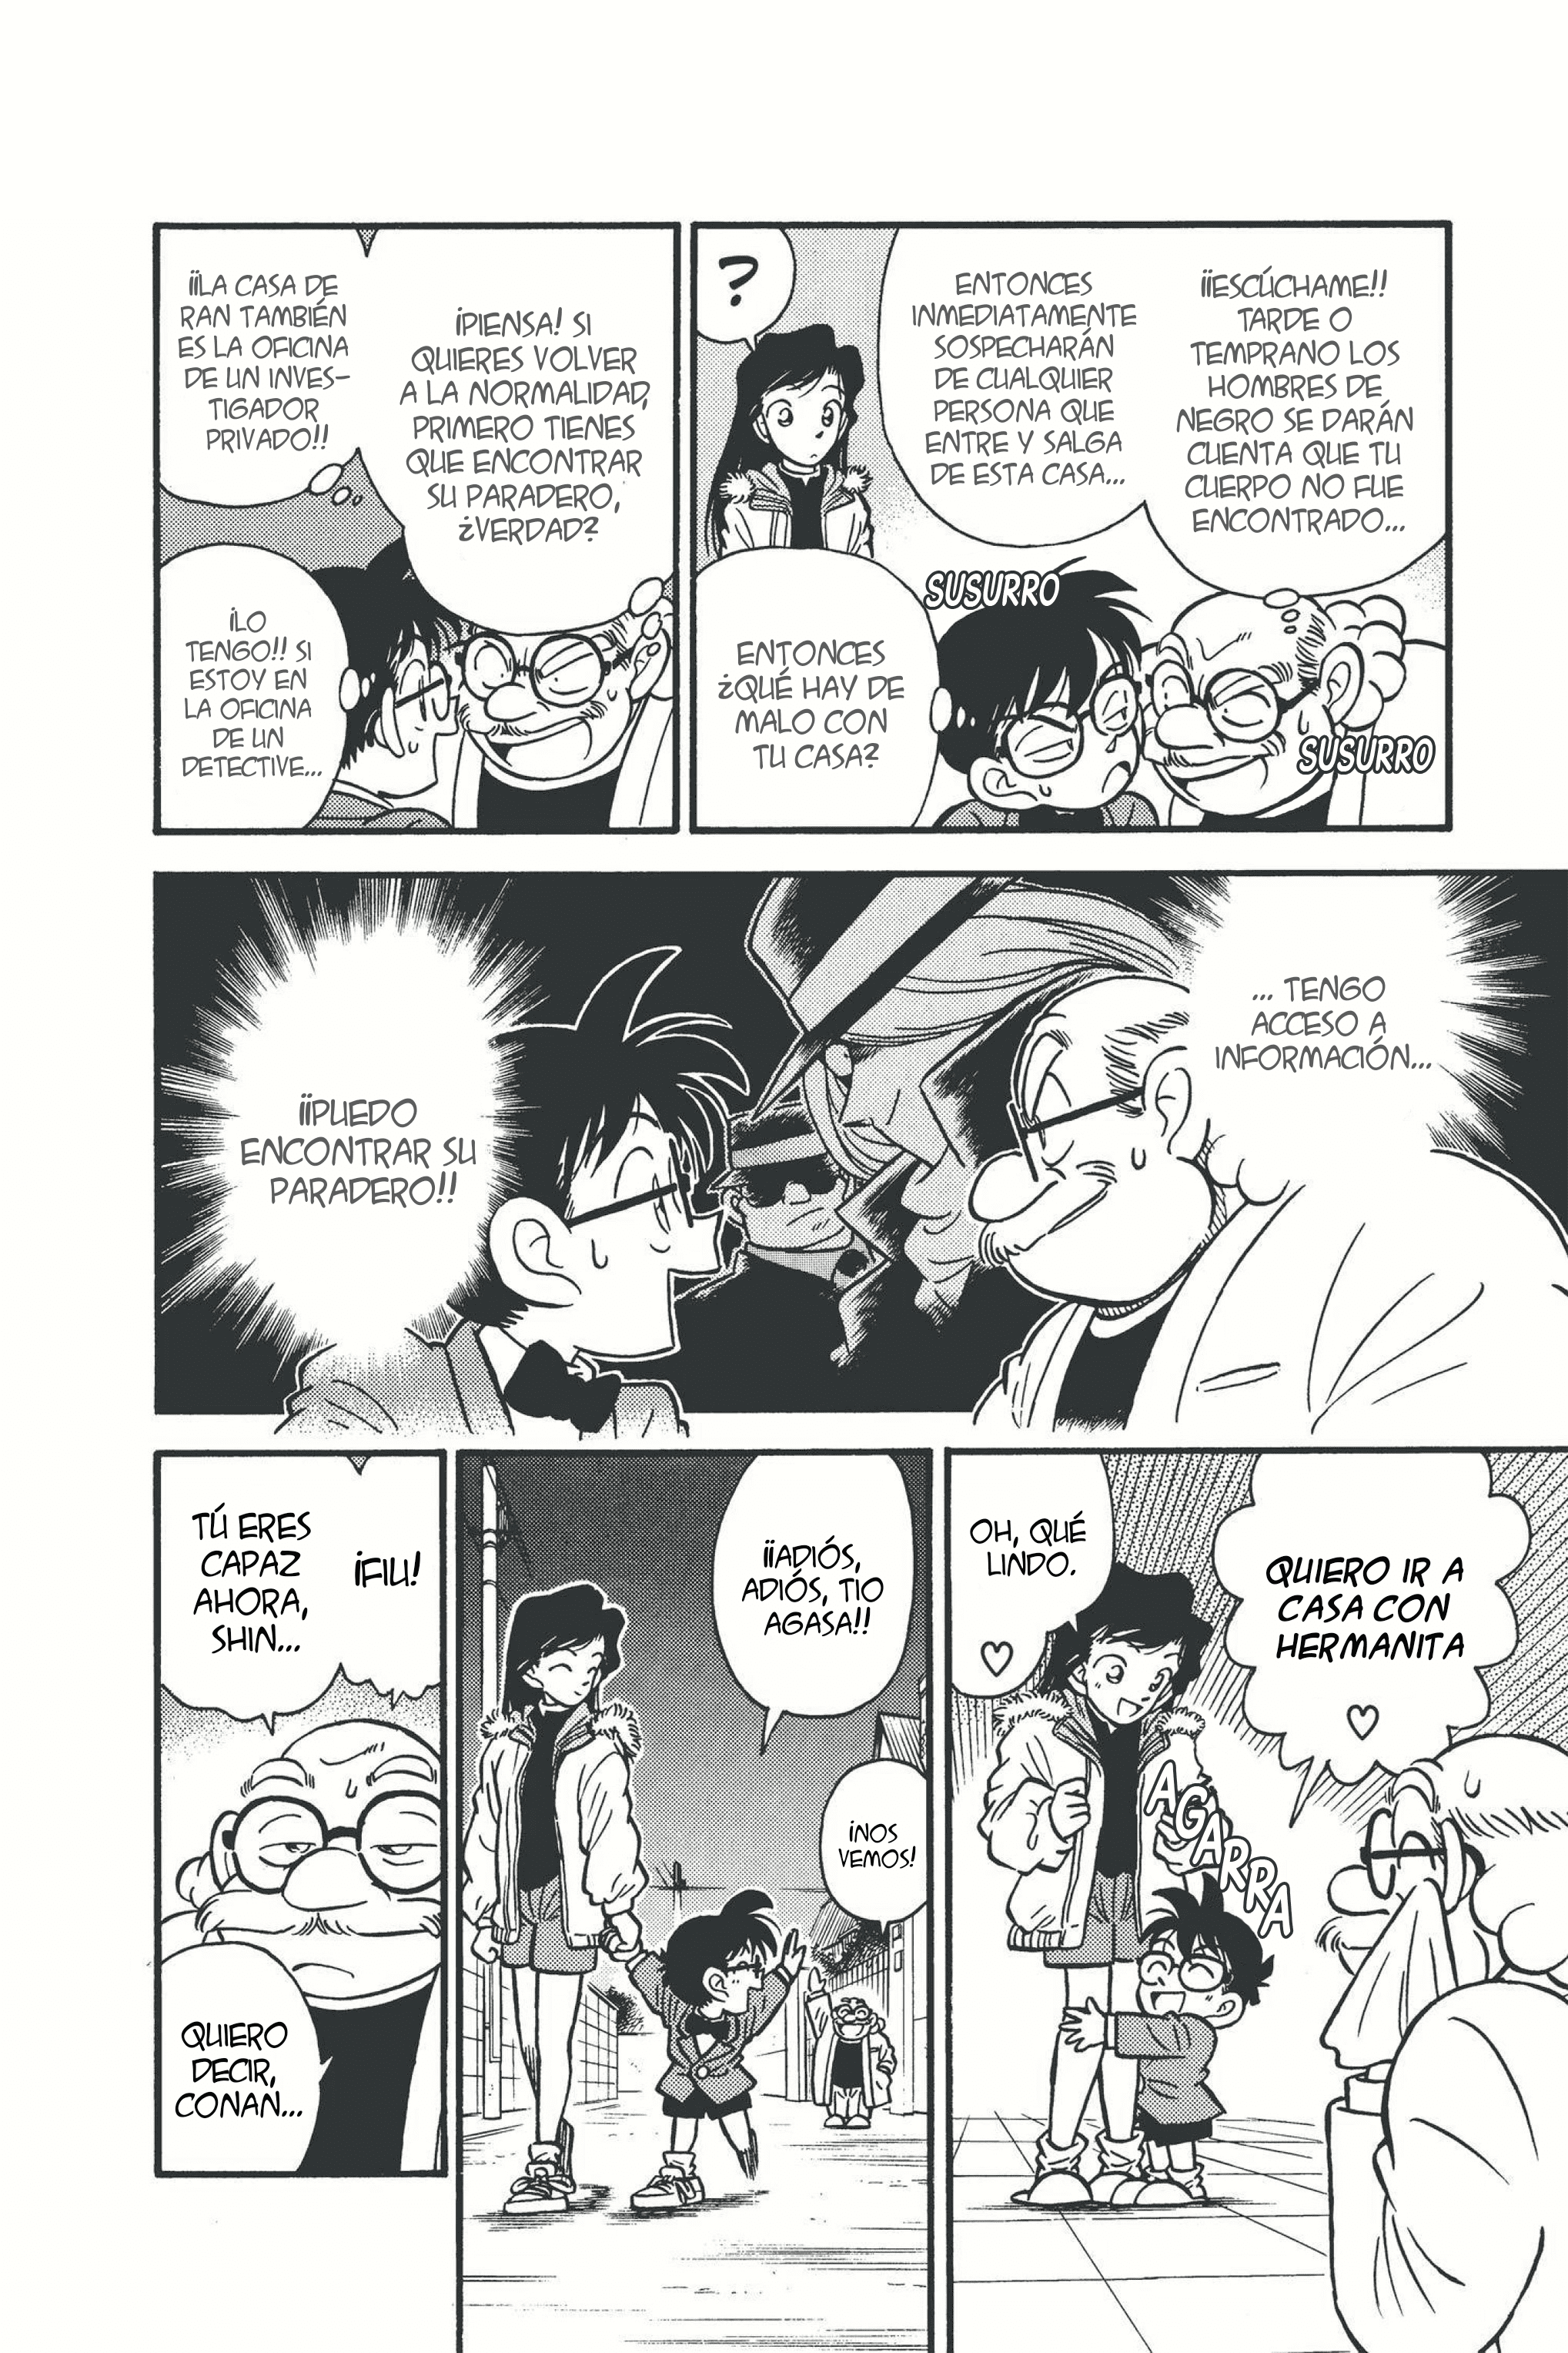 ¡¡ESCÚCHAME!!
TARDE O
TEMPRANO LOS
HOMBRES DE
NEGRO SE DARÁN
CUENTA QUE TU
CUERPO NO FUE
ENCONTRADO...
ENTONCES
INMEDIATAMENTE
SOSPECHARÁN
DE CUALQUIER
PERSONA QUE
ENTRE Y SALGA
DE ESTA CASA...
?
SUSURRO
SUSURRO
ENTONCES
¿QUÉ HAY DE
MALO CON
TU CASA?
¡PIENSA! SI
QUIERES VOLVER
A LA NORMALIDAD,
PRIMERO TIENES
QUE ENCONTRAR
SU PARADERO,
¿VERDAD?
¡¡LA CASA DE
RAN TAMBIÉN
ES LA OFICINA
DE UN INVES-
TIGADOR
PRIVADO!!
¡LO
TENGO!! SI
ESTOY EN
LA OFICINA
DE UN
DETECTIVE...
... TENGO
ACCESO A
INFORMACIÓN...
¡¡PUEDO
ENCONTRAR SU
PARADERO!!
QUIERO IR A
CASA CON
HERMANITA
♡
OH, QUÉ
LINDO.
♡
AGARRA
¡¡ADIÓS,
ADIÓS, TIO
AGASA!!
¡NOS
VEMOS!
¡FIU!
TÚ ERES
CAPAZ
AHORA,
SHIN...
QUIERO
DECIR,
CONAN...